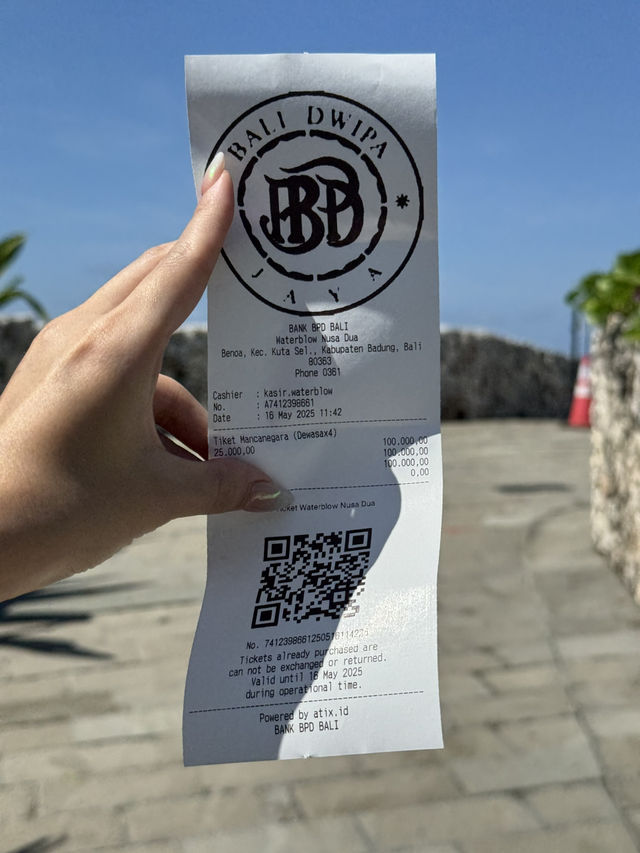 BALI DWIPA
BPD
JAYA
BANK BPD BALI
Waterblow Nusa Dua
Benoa, Kec. Kuta Sel., Kabupaten Badung, Bali
80363
Phone 0361
Cashier : kasir.waterblow
No. : A7412398661
Date : 16 May 2025 11:42
Tiket Mancanegara (Dewasax4) 100.000,00
25.000,00 100.000,00
100.000,00
0,00
Waterblow Nusa Dua
No.
Tickets already purchased are
can not be exchanged or returned.
Valid until 16 May 2025
during operational time.
Powered by atix.id
BANK BPD BALI